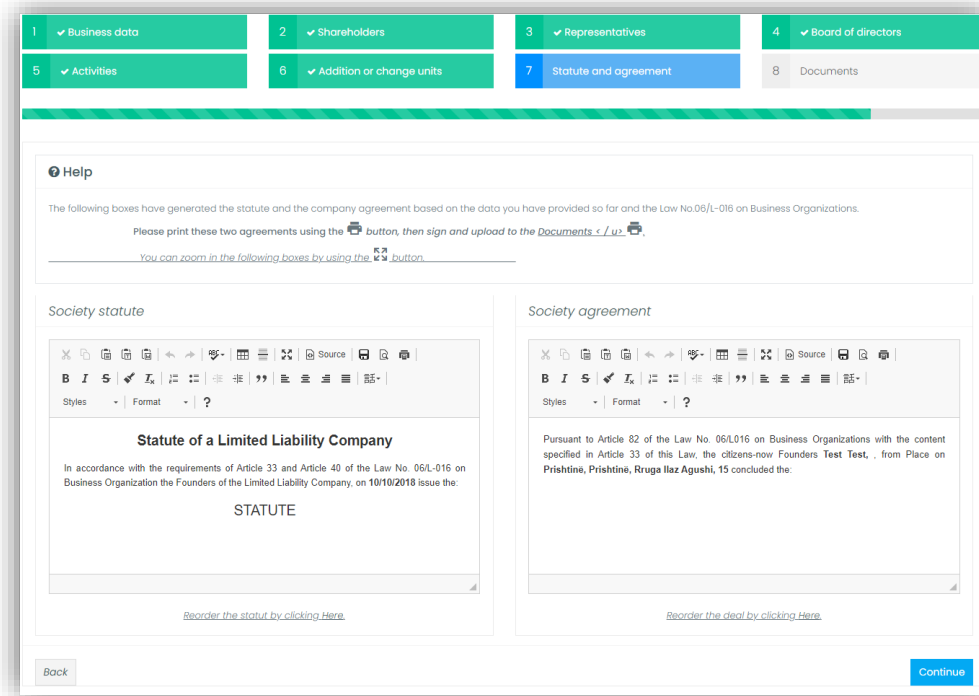 1 ✔ Business data
2 ✔ Shareholders
3 ✔ Representatives
4 ✔ Board of directors
5 ✔ Activities
6 ✔ Addition or change units
7 Statute and agreement
8 Documents
Help
The following boxes have generated the statute and the company agreement based on the data you have provided so far and the Law No.06/L-016 on Business Organizations.
Please print these two agreements using the button, then sign and upload to the Documents < / u> .
You can zoom in the following boxes by using the button.
Society statute
ABC
Source
B I S Tx
Styles Format ?
Statute of a Limited Liability Company
In accordance with the requirements of Article 33 and Article 40 of the Law No. 06/L-016 on
Business Organization the Founders of the Limited Liability Company, on 10/10/2018 issue the:
STATUTE
Reorder the statut by clicking Here.
Society agreement
ABC
Source
B I S Tx
Styles Format ?
Pursuant to Article 82 of the Law No. 06/L016 on Business Organizations with the content
specified in Article 33 of this Law, the citizens-now Founders Test Test, , from Place on
Prishtinë, Prishtinë, Rruga Ilaz Agushi, 15 concluded the:
Reorder the deal by clicking Here.
Back
Continue